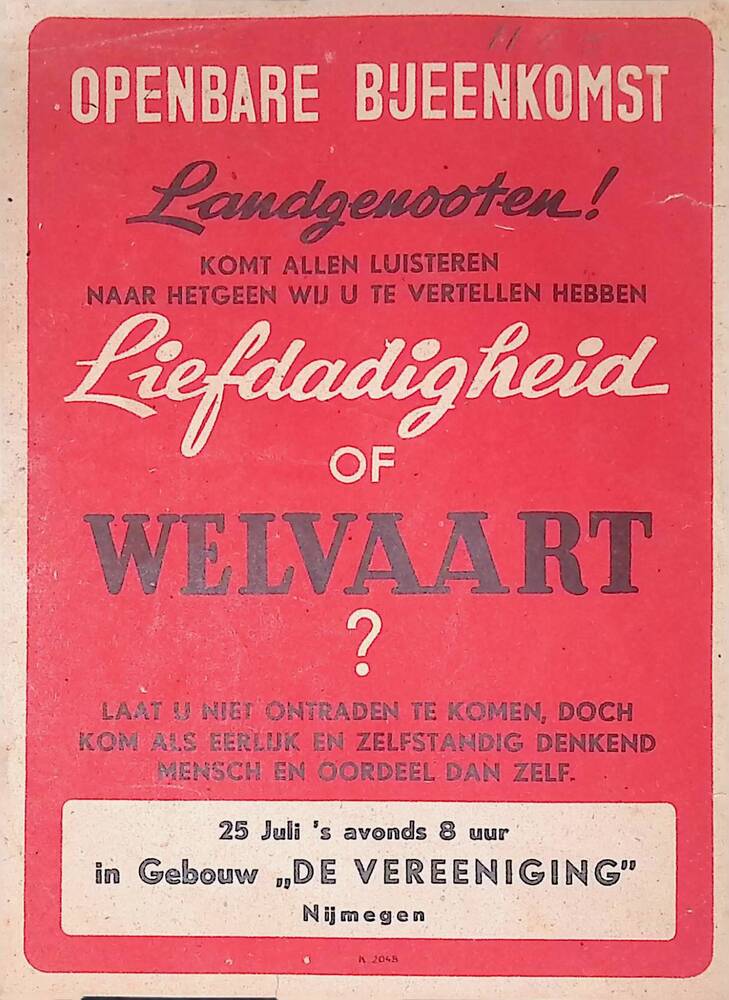 OPENBARE BIJEENKOMST
Landgenooten!
KOMT ALLEN LUISTEREN
NAAR HETGEEN WIJ U TE VERTELLEN HEBBEN
Liefdadigheid
OF
WELVAART
?
LAAT U NIET ONTRADEN TE KOMEN, DOCH
KOM ALS EERLIJK EN ZELFSTANDIG DENKEND
MENSCH EN OORDEEL DAN ZELF.
25 Juli 's avonds 8 uur
in Gebouw „DE VEREENIGING”
Nijmegen
K 2048